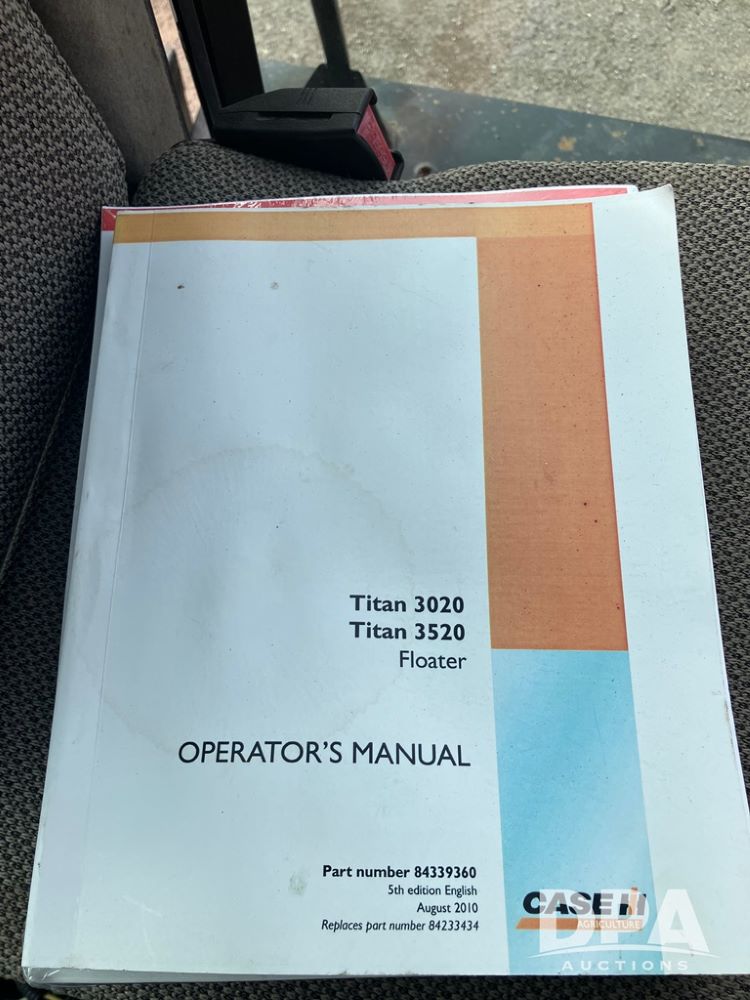 Titan 3020
Titan 3520
Floater
OPERATOR'S MANUAL
Part number 84339360
5th edition English
August 2010
Replaces part number 84233434
CASE IH
AGRICULTURE
DPA
AUCTIONS